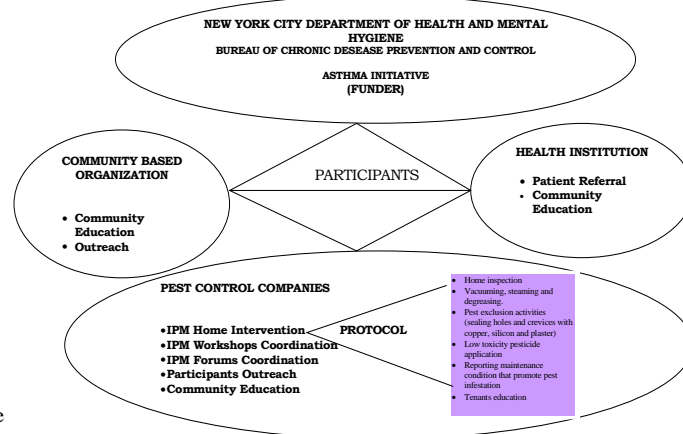 NEW YORK CITY DEPARTMENT OF HEALTH AND MENTAL
HYGIENE
BUREAU OF CHRONIC DESEASE PREVENTION AND CONTROL
ASTHMA INITIATIVE
(FUNDER)
COMMUNITY BASED
ORGANIZATION
• Community
Education
• Outreach
PARTICIPANTS
HEALTH INSTITUTION
• Patient Referral
• Community
Education
PEST CONTROL COMPANIES
•IPM Home Intervention
•IPM Workshops Coordination
•IPM Forums Coordination
•Participants Outreach
•Community Education
PROTOCOL
• Home inspection
• Vacuuming, steaming and
degreasing.
• Pest exclusion activities
(sealing holes and crevices with
copper, silicon and plaster)
• Low toxicity pesticide
application
• Reporting maintenance
condition that promote pest
infestation
• Tenants education
e